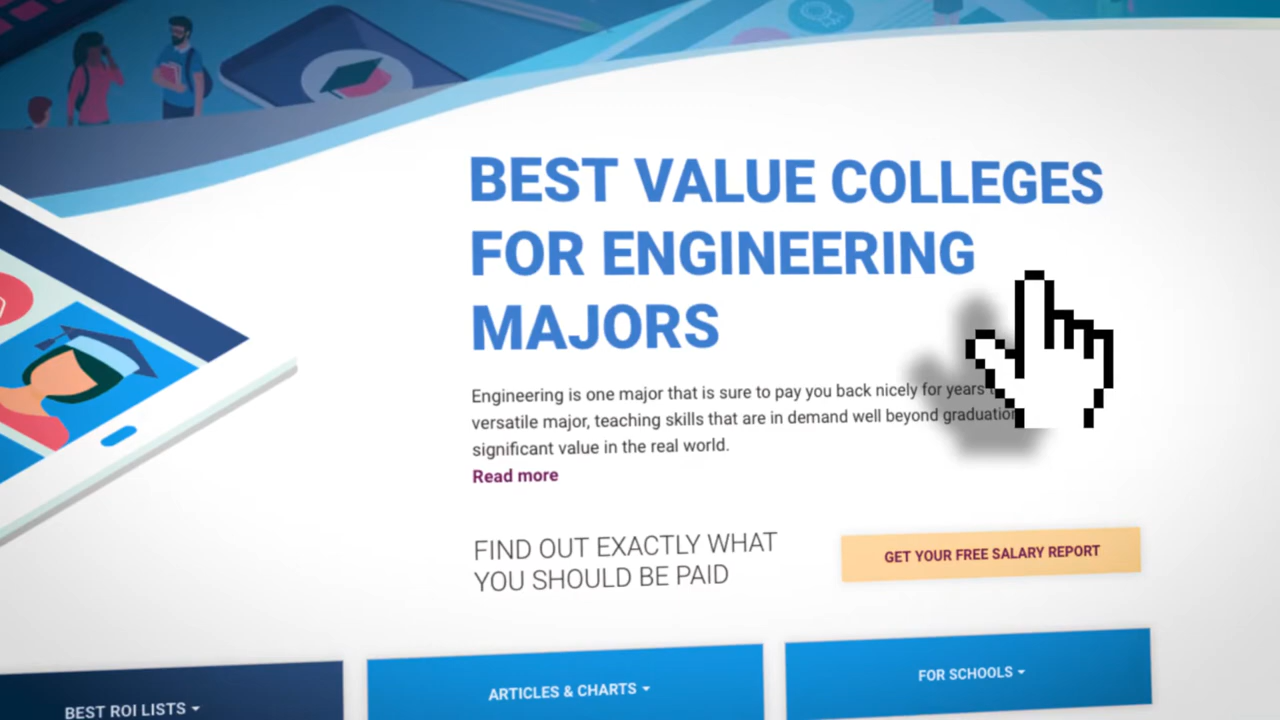 BEST VALUE COLLEGES
FOR ENGINEERING
MAJORS
Engineering is one major that is sure to pay you back nicely for years
versatile major, teaching skills that are in demand well beyond graduation
significant value in the real world.
Read more
FIND OUT EXACTLY WHAT
YOU SHOULD BE PAID
GET YOUR FREE SALARY REPORT
BEST ROI LISTS
ARTICLES & CHARTS
FOR SCHOOLS